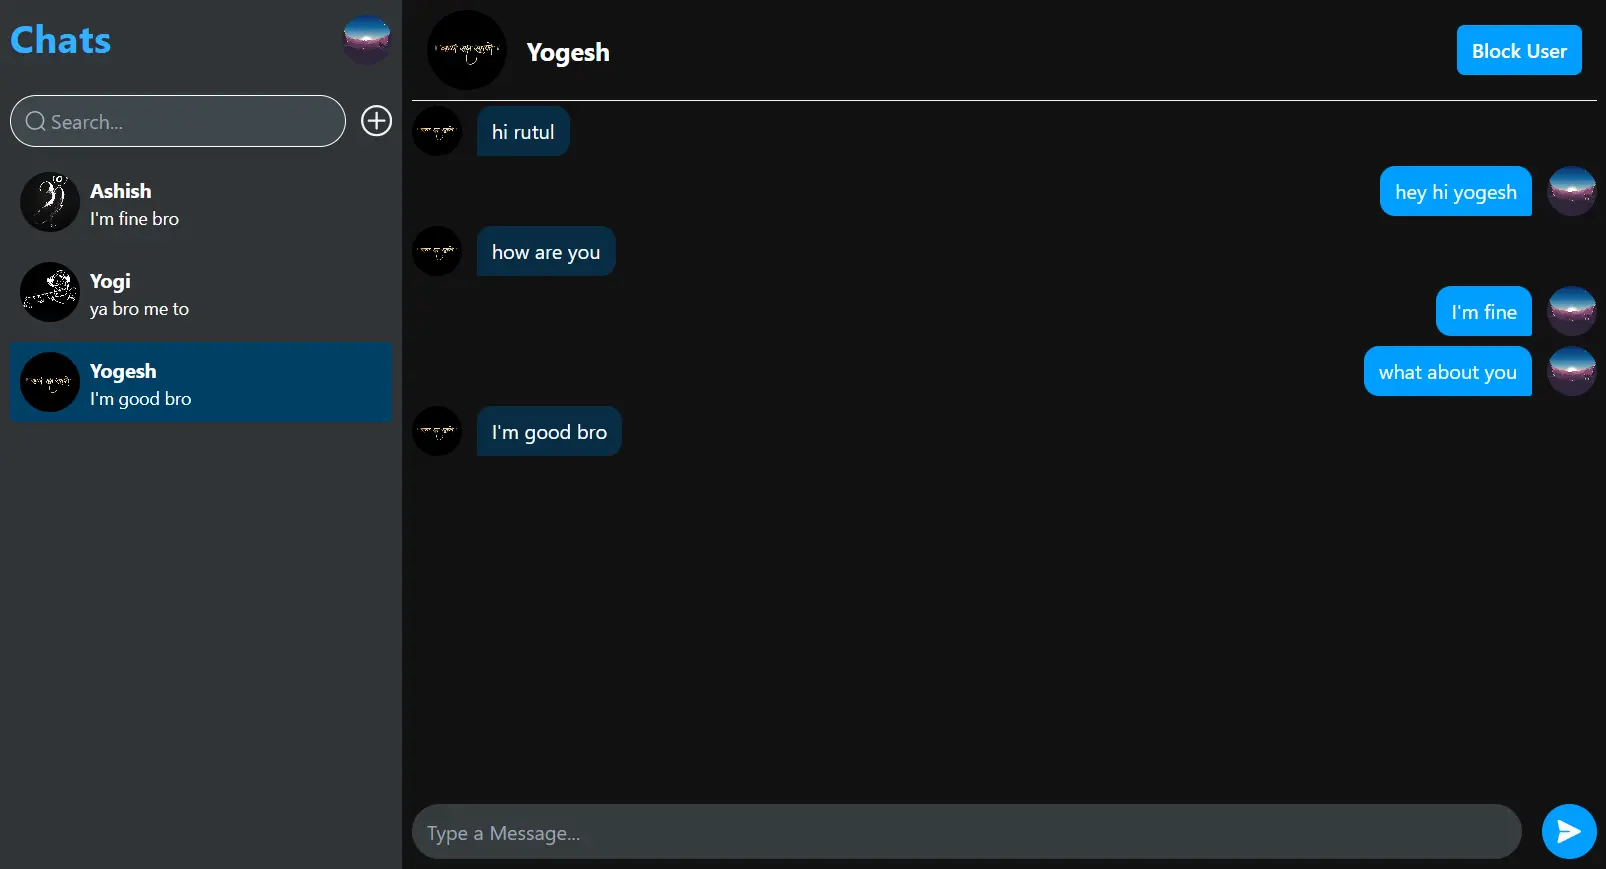 Chats
Search...
Ashish
I'm fine bro
Yogi
ya bro me to
Yogesh
I'm good bro
Yogesh
Block User
hi rutul
hey hi yogesh
how are you
I'm fine
what about you
I'm good bro
Type a Message...